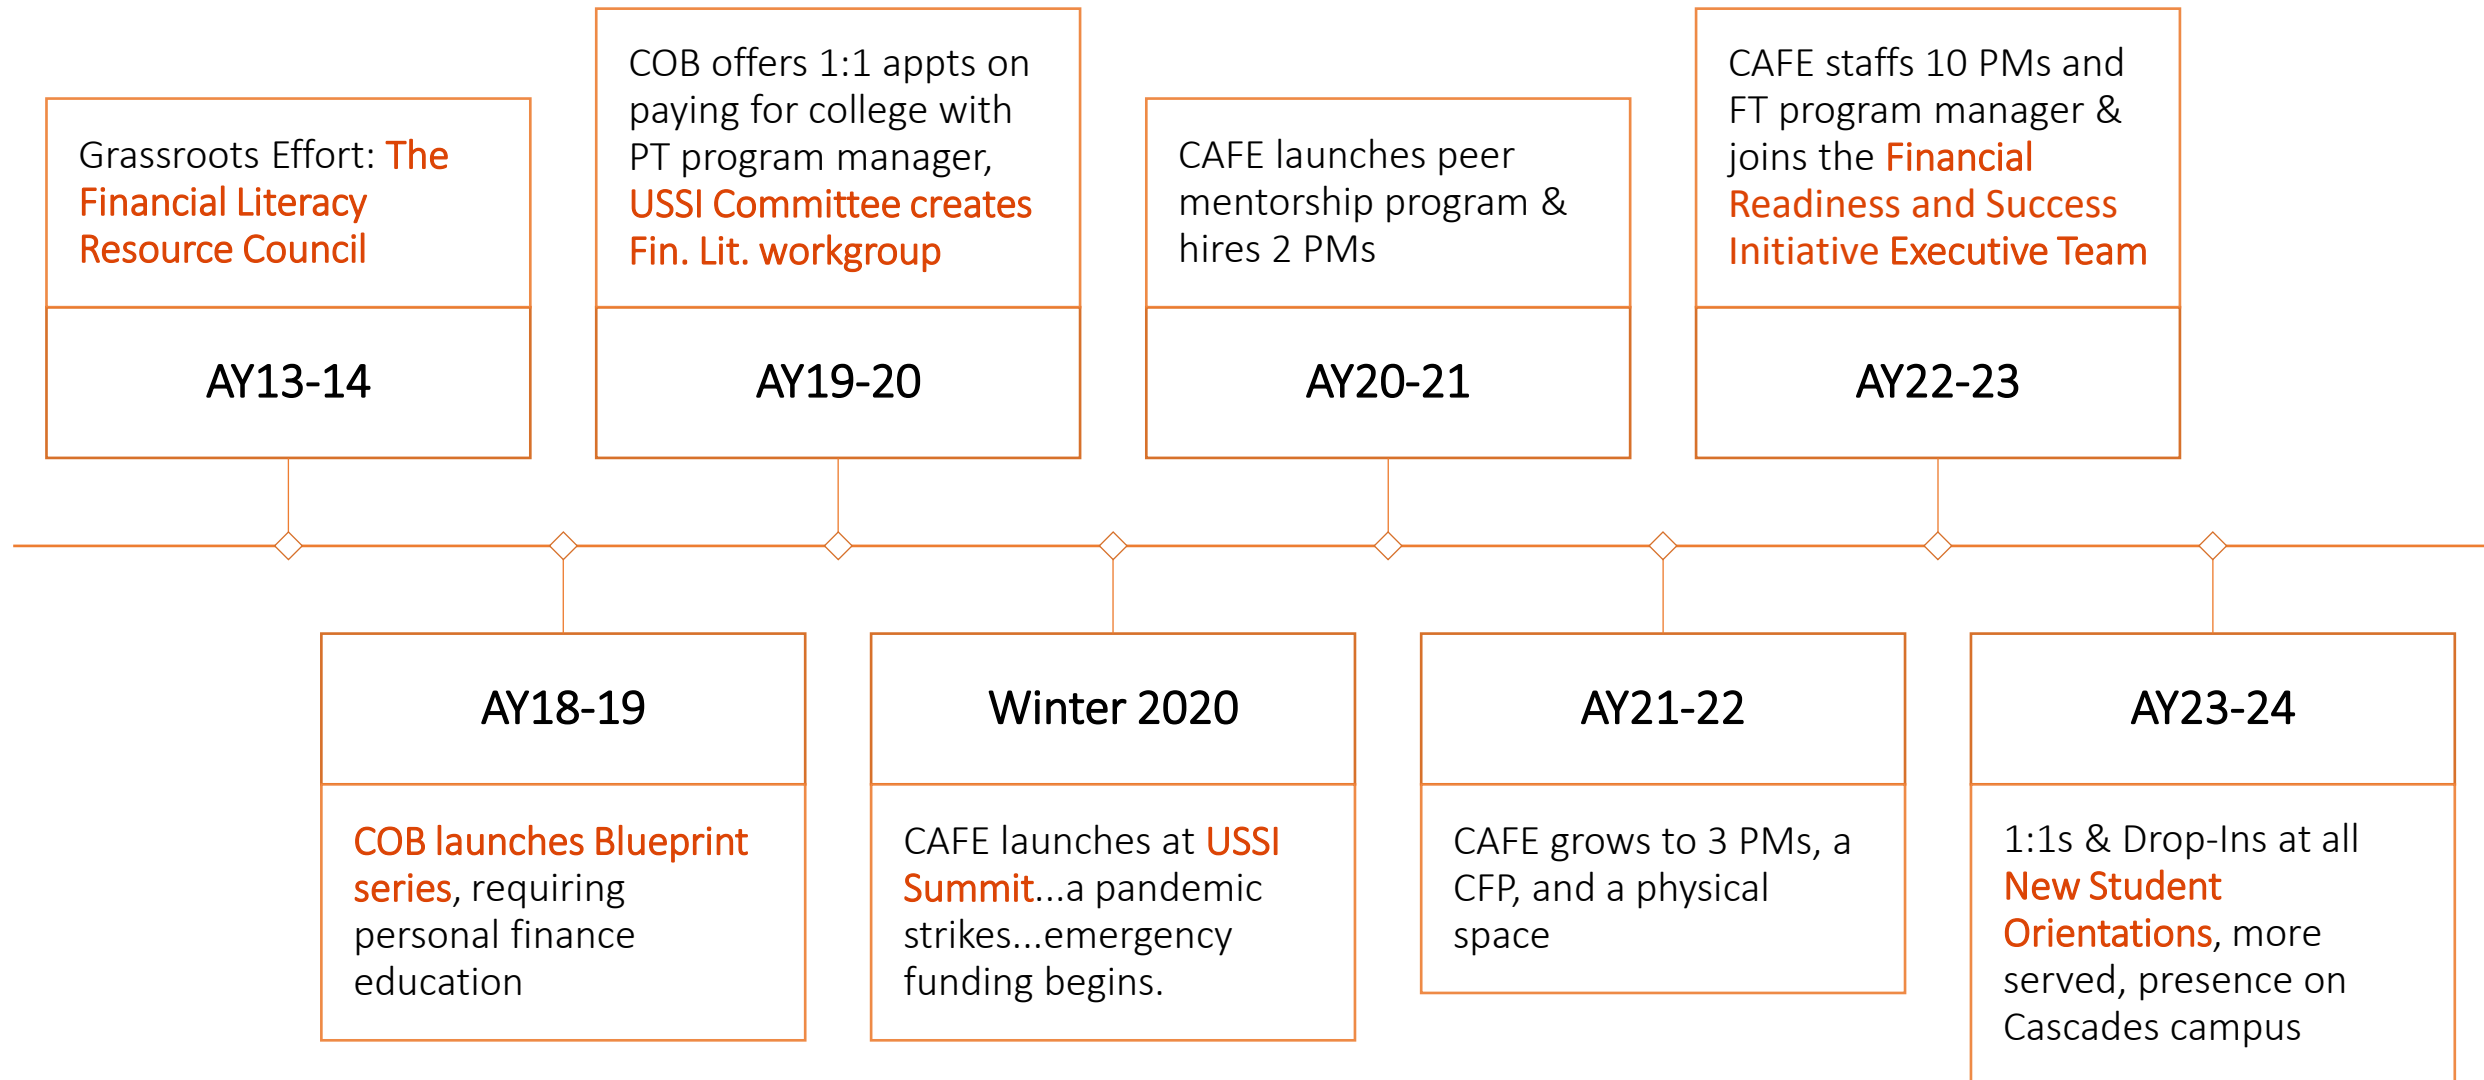 Grassroots Effort: The
Financial Literacy
Resource Council
AY13-14
AY18-19
COB launches Blueprint
series, requiring
personal finance
education
COB offers 1:1 appts on
paying for college with
PT program manager,
USSI Committee creates
Fin. Lit. workgroup
AY19-20
Winter 2020
CAFE launches at USSI
Summit...a pandemic
strikes...emergency
funding begins.
CAFE launches peer
mentorship program &
hires 2 PMs
AY20-21
AY21-22
CAFE grows to 3 PMs, a
CFP, and a physical
space
CAFE staffs 10 PMs and
FT program manager &
joins the Financial
Readiness and Success
Initiative Executive Team
AY22-23
AY23-24
1:1s & Drop-Ins at all
New Student
Orientations, more
served, presence on
Cascades campus